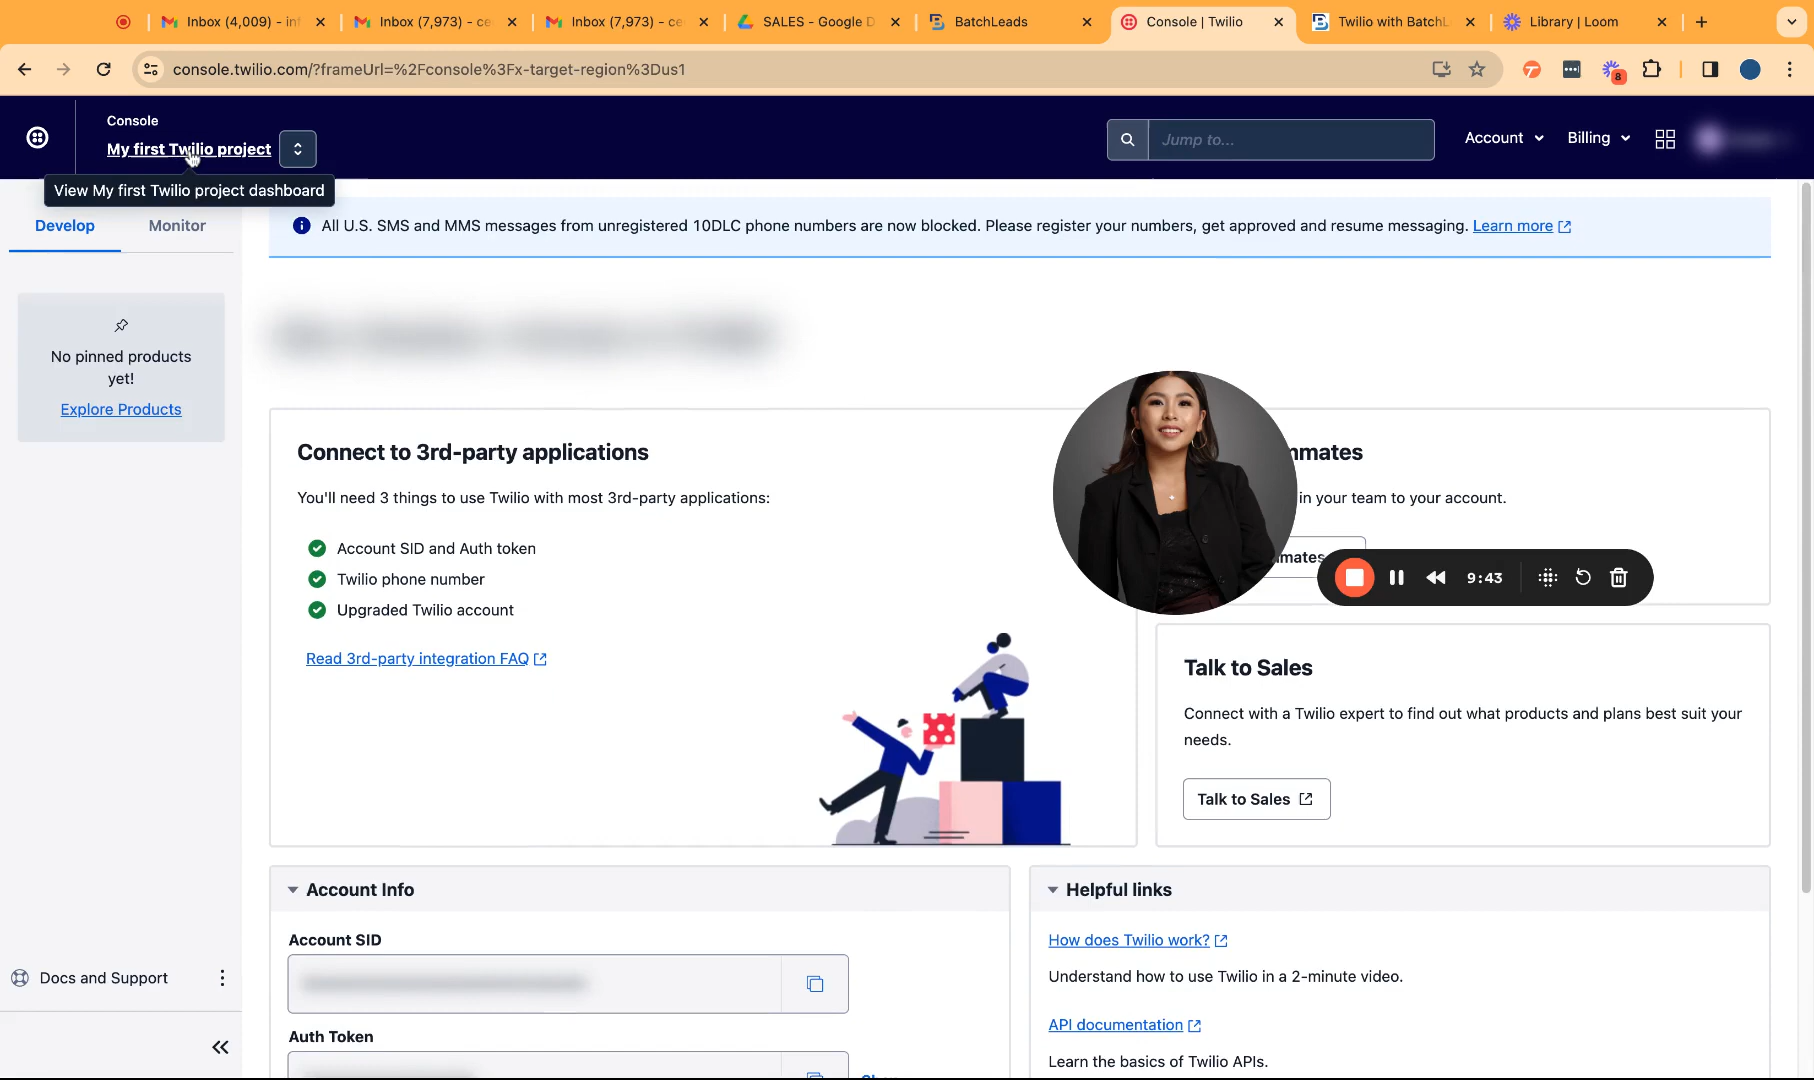 Inbox (4,009) - inf
Inbox (7,973) - ce
Inbox (7,973) - ce
SALES - Google D
BatchLeads
Console | Twilio
Twilio with BatchL
Library | Loom
console.twilio.com/?frameUrl=%2Fconsole%3Fx-target-region%3Dus1
8
Console
My first Twilio project
Jump to...
Account
Billing
View My first Twilio project dashboard
Develop
Monitor
All U.S. SMS and MMS messages from unregistered 10DLC phone numbers are now blocked. Please register your numbers, get approved and resume messaging. Learn more
No pinned products
yet!
Explore Products
Connect to 3rd-party applications
You'll need 3 things to use Twilio with most 3rd-party applications:
Account SID and Auth token
Twilio phone number
Upgraded Twilio account
Read 3rd-party integration FAQ
mmates
in your team to your account.
mates
9:43
Talk to Sales
Connect with a Twilio expert to find out what products and plans best suit your
needs.
Talk to Sales
Account Info
Account SID
Auth Token
Helpful links
How does Twilio work?
Understand how to use Twilio in a 2-minute video.
API documentation
Learn the basics of Twilio APIs.
Docs and Support